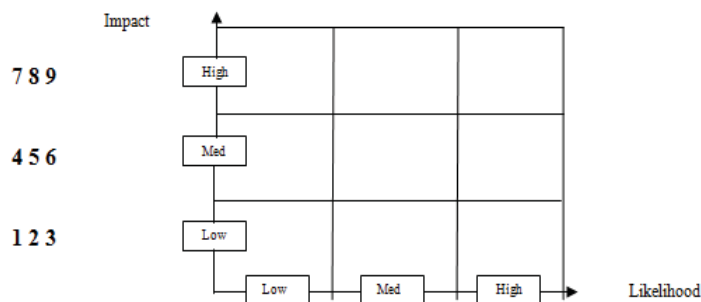 Impact
7 8 9
High
4 5 6
Med
1 2 3
Low
Low Med High
Likelihood